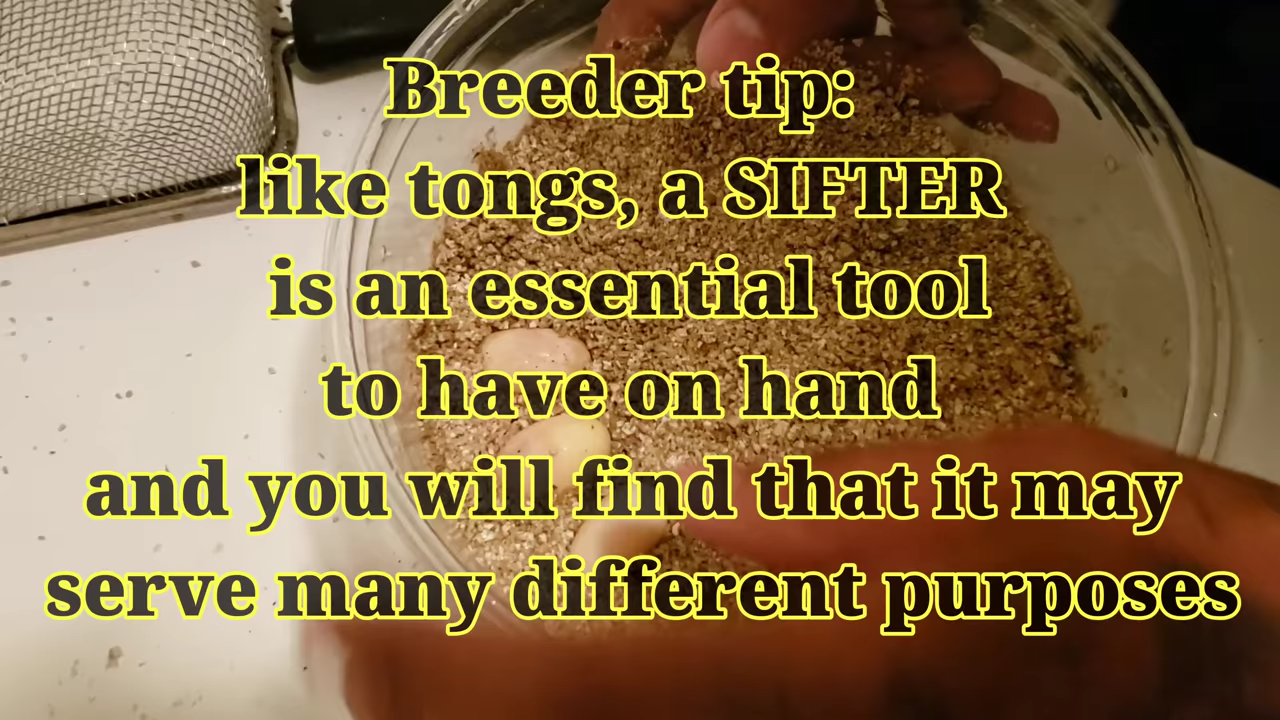 Breeder tip:
like tongs, a SIFTER
is an essential tool
to have on hand
and you will find that it may
serve many different purposes